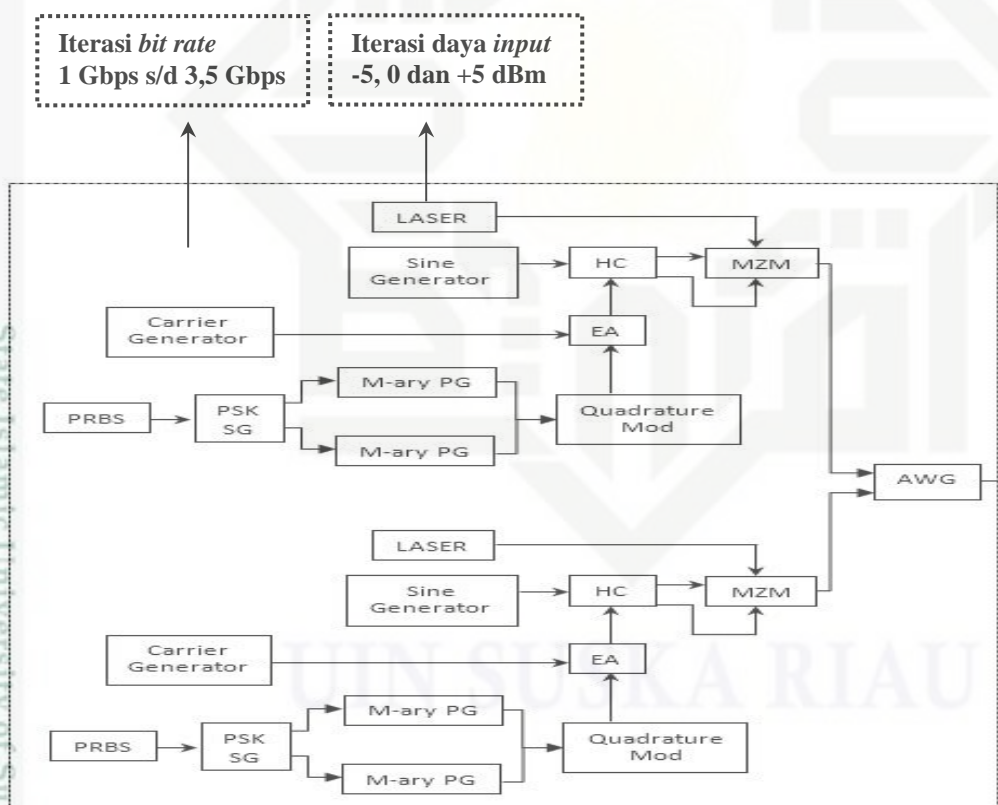 Iterasi bit rate
1 Gbps s/d 3,5 Gbps
Iterasi daya input
-5, 0 dan +5 dBm
LASER
Sine
Generator
HC
MZM
Carrier
Generator
EA
M-ary PG
PRBS
PSK
SG
Quadrature
Mod
M-ary PG
AWG
LASER
Sine
Generator
HC
MZM
Carrier
Generator
EA
M-ary PG
PRBS
PSK
SG
Quadrature
Mod
M-ary PG
UIN SUSKA RIAU